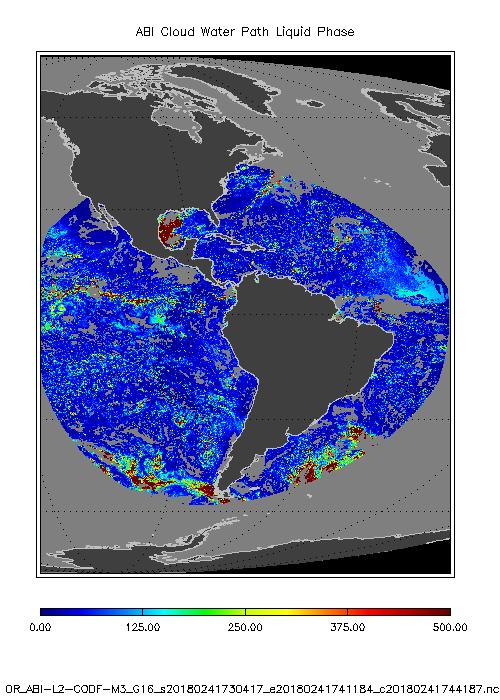 ABI Cloud Water Path Liquid Phase
0.00 125.00 250.00 375.00 500.00
OR_ABI-L2-CODF-M3_G16_s20180241730417_e20180241741184_c20180241744187.nc